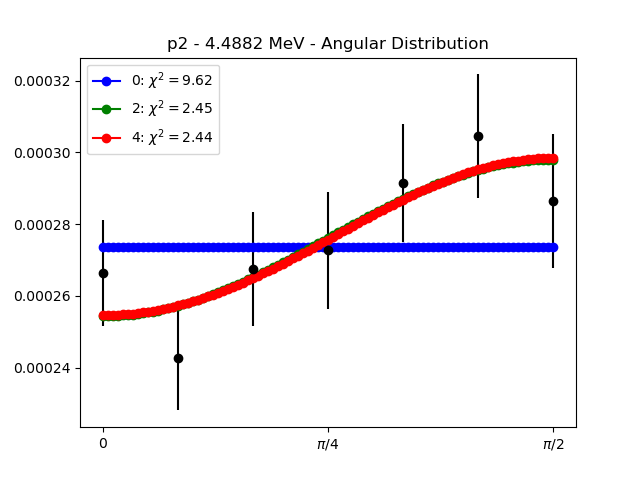 p2 - 4.4882 MeV - Angular Distribution
0: χ² = 9.62
2: χ² = 2.45
4: χ² = 2.44
0.00032
0.00030
0.00028
0.00026
0.00024
0 π/4 π/2